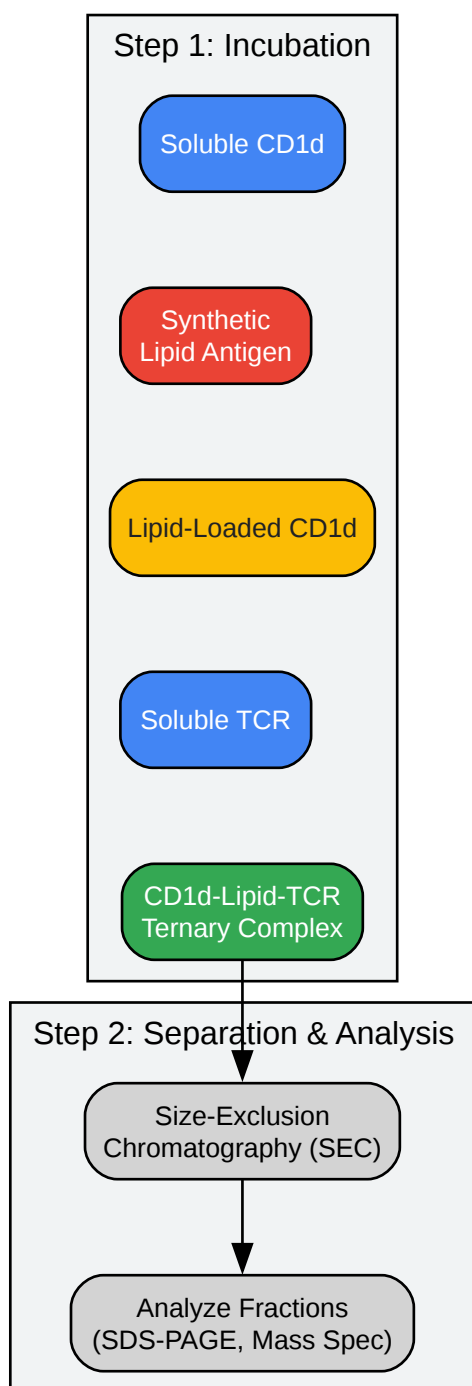 Step 1: Incubation
Soluble CD1d
Synthetic
Lipid Antigen
Lipid-Loaded CD1d
Soluble TCR
CD1d-Lipid-TCR
Ternary Complex
Step 2: Separation & Analysis
Size-Exclusion
Chromatography (SEC)
Analyze Fractions
(SDS-PAGE, Mass Spec)